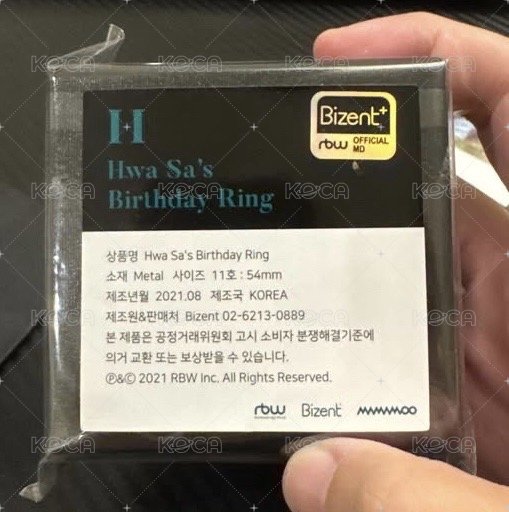 H
Bizent+
rbw OFFICIAL MD
Hwa Sa's
Birthday Ring
상품명 Hwa Sa's Birthday Ring
소재 Metal 사이즈 11호 : 54mm
제조년월 2021.08 제조국 KOREA
제조원&판매처 Bizent 02-6213-0889
본 제품은 공정거래위원회 고시 소비자 분쟁해결기준에
의거 교환 또는 보상받을 수 있습니다.
Ⓟ&© 2021 RBW Inc. All Rights Reserved.
rbw Bizent MAMAMOO
KOCA